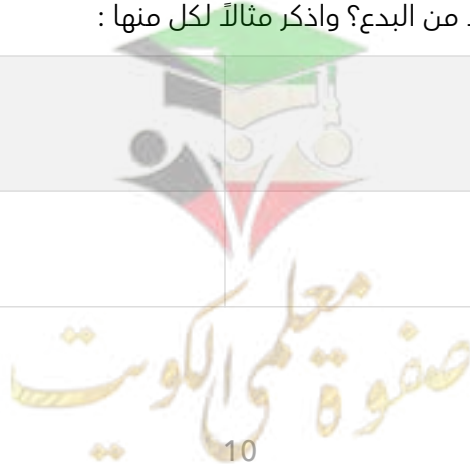 من البدع؟ واذكر مثالاً لكل منها :
صفوة معلمي الكويت
10